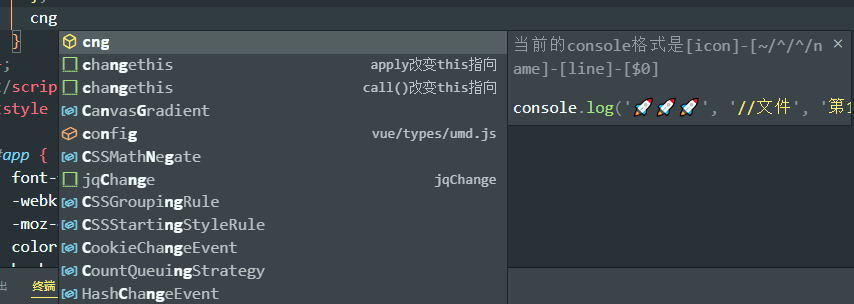 cng
}
cng
changethis apply改变this指向
changethis call()改变this指向
CanvasGradient
config vue/types/umd.js
CSSMathNegate
jqChange jqChange
CSSGroupingRule
CSSStartingStyleRule
CookieChangeEvent
CountQueuingStrategy
HashChangeEvent
当前的console格式是[icon]-[~/^/^/n
ame]-[line]-[$0]
console.log('🚀🚀🚀', '//文件', '第1
};
/scrip
style
#app {
font-
-webk
-moz-
color
出 终端